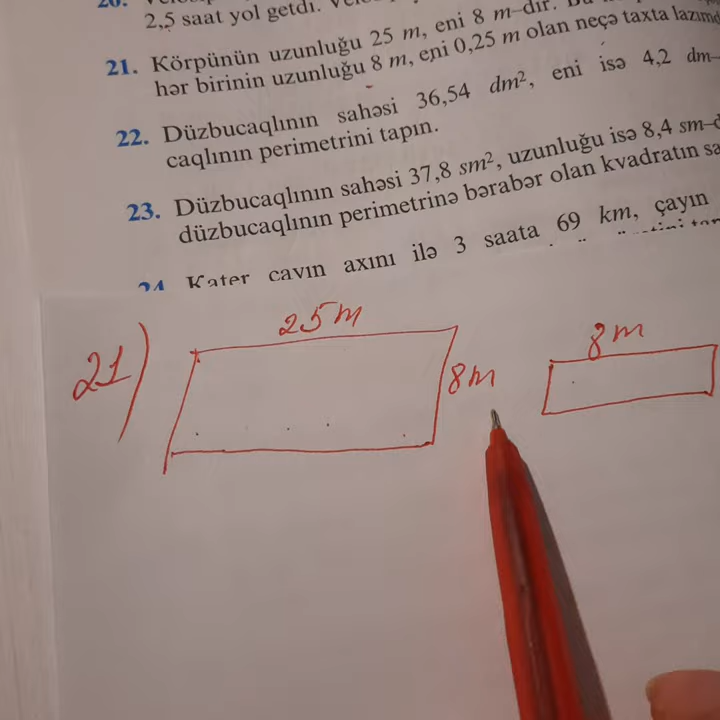 20.
2,5 saat yol getdi.
21. Körpünün uzunluğu 25 m, eni 8 m–dir.
hər birinin uzunluğu 8 m, eni 0,25 m olan neçə taxta
22. Düzbucaqlının sahəsi 36,54 dm², eni isə 4,2 dm–
caqlının perimetrini tapın.
23. Düzbucaqlının sahəsi 37,8 sm², uzunluğu isə 8,4 sm–
düzbucaqlının perimetrinə bərabər olan kvadratın
24. Kater çayın axını ilə 3 saata 69 km, çayın
25 m
8 m
21)
8 m